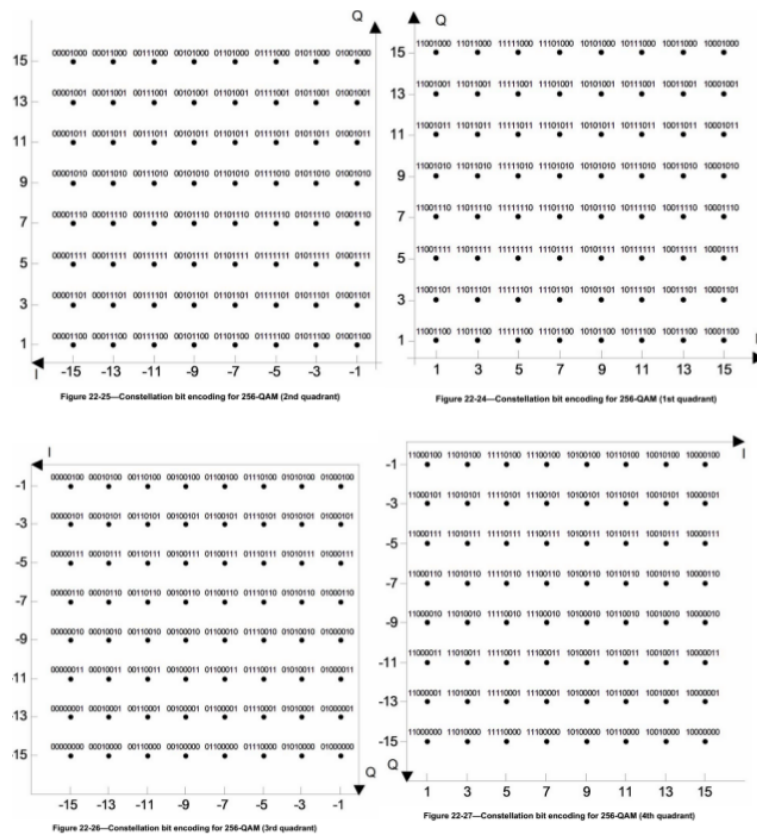 Q
15 00001000 00011000 00111000 00101000 01101000 01111000 01011000 01001000
13 00001001 00011001 00111001 00101001 01101001 01111001 01011001 01001001
11 00001011 00011011 00111011 00101011 01101011 01111011 01011011 01001011
9 00001010 00011010 00111010 00101010 01101010 01111010 01011010 01001010
7 00001110 00011110 00111110 00101110 01101110 01111110 01011110 01001110
5 00001111 00011111 00111111 00101111 01101111 01111111 01011111 01001111
3 00001101 00011101 00111101 00101101 01101101 01111101 01011101 01001101
1 00001100 00011100 00111100 00101100 01101100 01111100 01011100 01001100
I -15 -13 -11 -9 -7 -5 -3 -1
Figure 22-25—Constellation bit encoding for 256-QAM (2nd quadrant)
Q
15 11001000 11011000 11111000 11101000 10101000 10111000 10011000 10001000
13 11001001 11011001 11111001 11101001 10101001 10111001 10011001 10001001
11 11001011 11011011 11111011 11101011 10101011 10111011 10011011 10001011
9 11001010 11011010 11111010 11101010 10101010 10111010 10011010 10001010
7 11001110 11011110 11111110 11101110 10101110 10111110 10011110 10001110
5 11001111 11011111 11111111 11101111 10101111 10111111 10011111 10001111
3 11001101 11011101 11111101 11101101 10101101 10111101 10011101 10001101
1 11001100 11011100 11111100 11101100 10101100 10111100 10011100 10001100
I
1 3 5 7 9 11 13 15
Figure 22-24—Constellation bit encoding for 256-QAM (1st quadrant)
I
-1 00000100 00010100 00110100 00100100 01100100 01110100 01010100 01000100
-3 00000101 00010101 00110101 00100101 01100101 01110101 01010101 01000101
-5 00000111 00010111 00110111 00100111 01100111 01110111 01010111 01000111
-7 00000110 00010110 00110110 00100110 01100110 01110110 01010110 01000110
-9 00000010 00010010 00110010 00100010 01100010 01110010 01010010 01000010
-11 00000011 00010011 00110011 00100011 01100011 01110011 01010011 01000011
-13 00000001 00010001 00110001 00100001 01100001 01110001 01010001 01000001
-15 00000000 00010000 00110000 00100000 01100000 01110000 01010000 01000000
Q
-15 -13 -11 -9 -7 -5 -3 -1
Figure 22-26—Constellation bit encoding for 256-QAM (3rd quadrant)
I
-1 11000100 11010100 11110100 11100100 10100100 10110100 10010100 10000100
-3 11000101 11010101 11110101 11100101 10100101 10110101 10010101 10000101
-5 11000111 11010111 11110111 11100111 10100111 10110111 10010111 10000111
-7 11000110 11010110 11110110 11100110 10100110 10110110 10010110 10000110
-9 11000010 11010010 11110010 11100010 10100010 10110010 10010010 10000010
-11 11000011 11010011 11110011 11100011 10100011 10110011 10010011 10000011
-13 11000001 11010001 11110001 11100001 10100001 10110001 10010001 10000001
-15 11000000 11010000 11110000 11100000 10100000 10110000 10010000 10000000
Q
1 3 5 7 9 11 13 15
Figure 22-27—Constellation bit encoding for 256-QAM (4th quadrant)